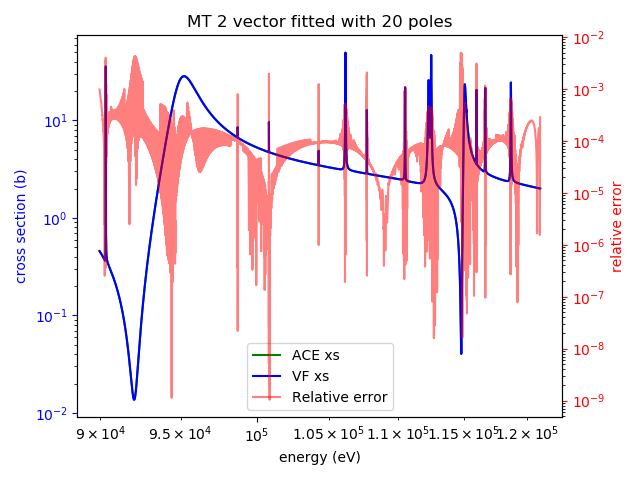 MT 2 vector fitted with 20 poles
10¹
10⁰
10⁻¹
10⁻²
cross section (b)
10⁻²
10⁻³
10⁻⁴
10⁻⁵
10⁻⁶
10⁻⁷
10⁻⁸
10⁻⁹
relative error
ACE xs
VF xs
Relative error
9 × 10⁴ 9.5 × 10⁴ 10⁵ 1.05 × 10⁵ 1.1 × 10⁵ 1.15 × 10⁵ 1.2 × 10⁵
energy (eV)